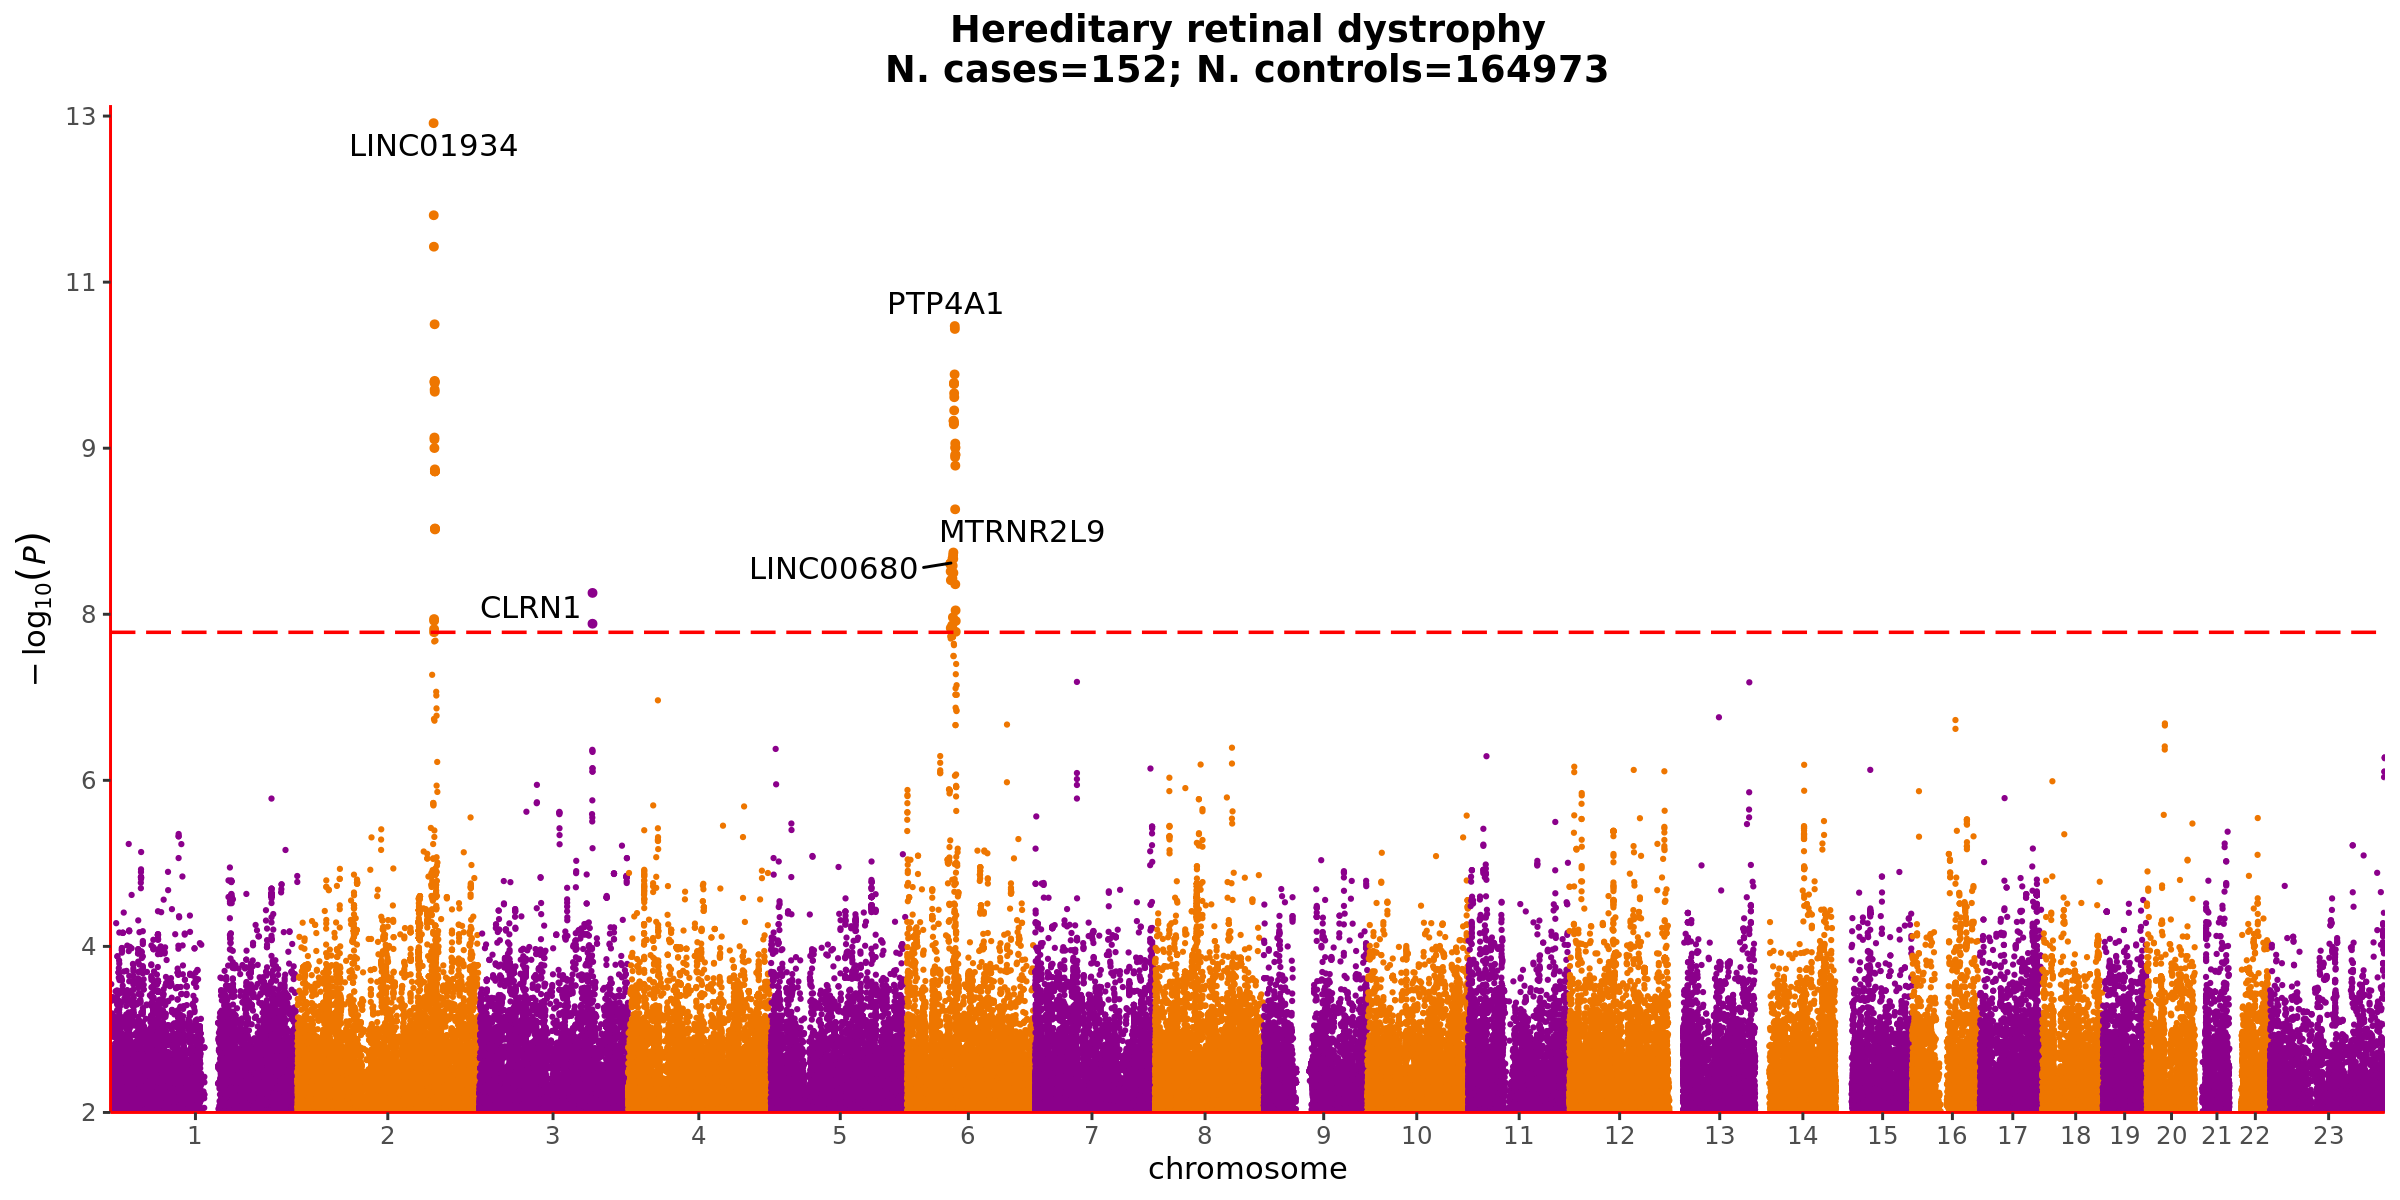 Hereditary retinal dystrophy
N. cases=152; N. controls=164973
13
LINC01934
11
PTP4A1
9
MTRNR2L9
LINC00680
CLRN1
8
6
4
2
−log10(P)
1 2 3 4 5 6 7 8 9 10 11 12 13 14 15 16 17 18 19 20 21 22 23
chromosome